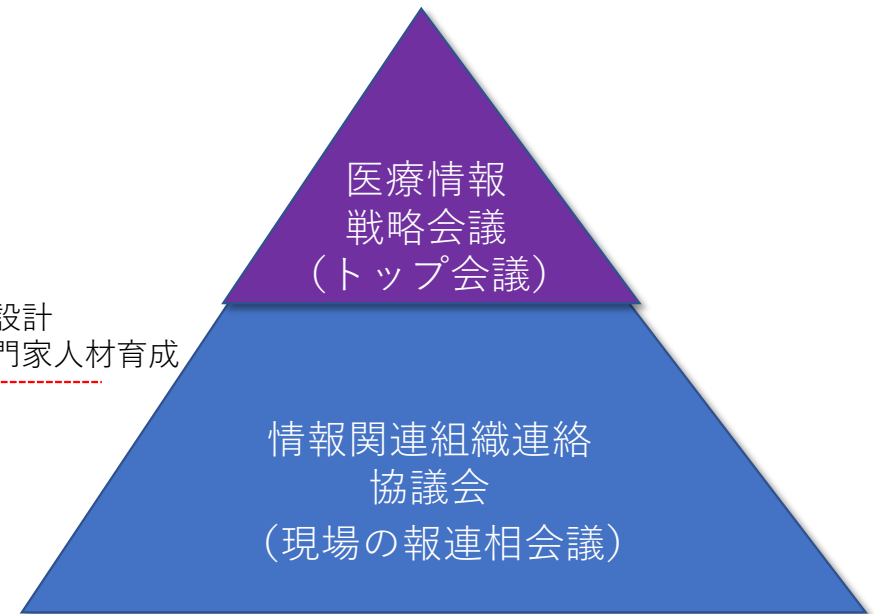 医療情報
戦略会議
（トップ会議）
設計
門家人材育成
情報関連組織連絡
協議会
（現場の報連相会議）